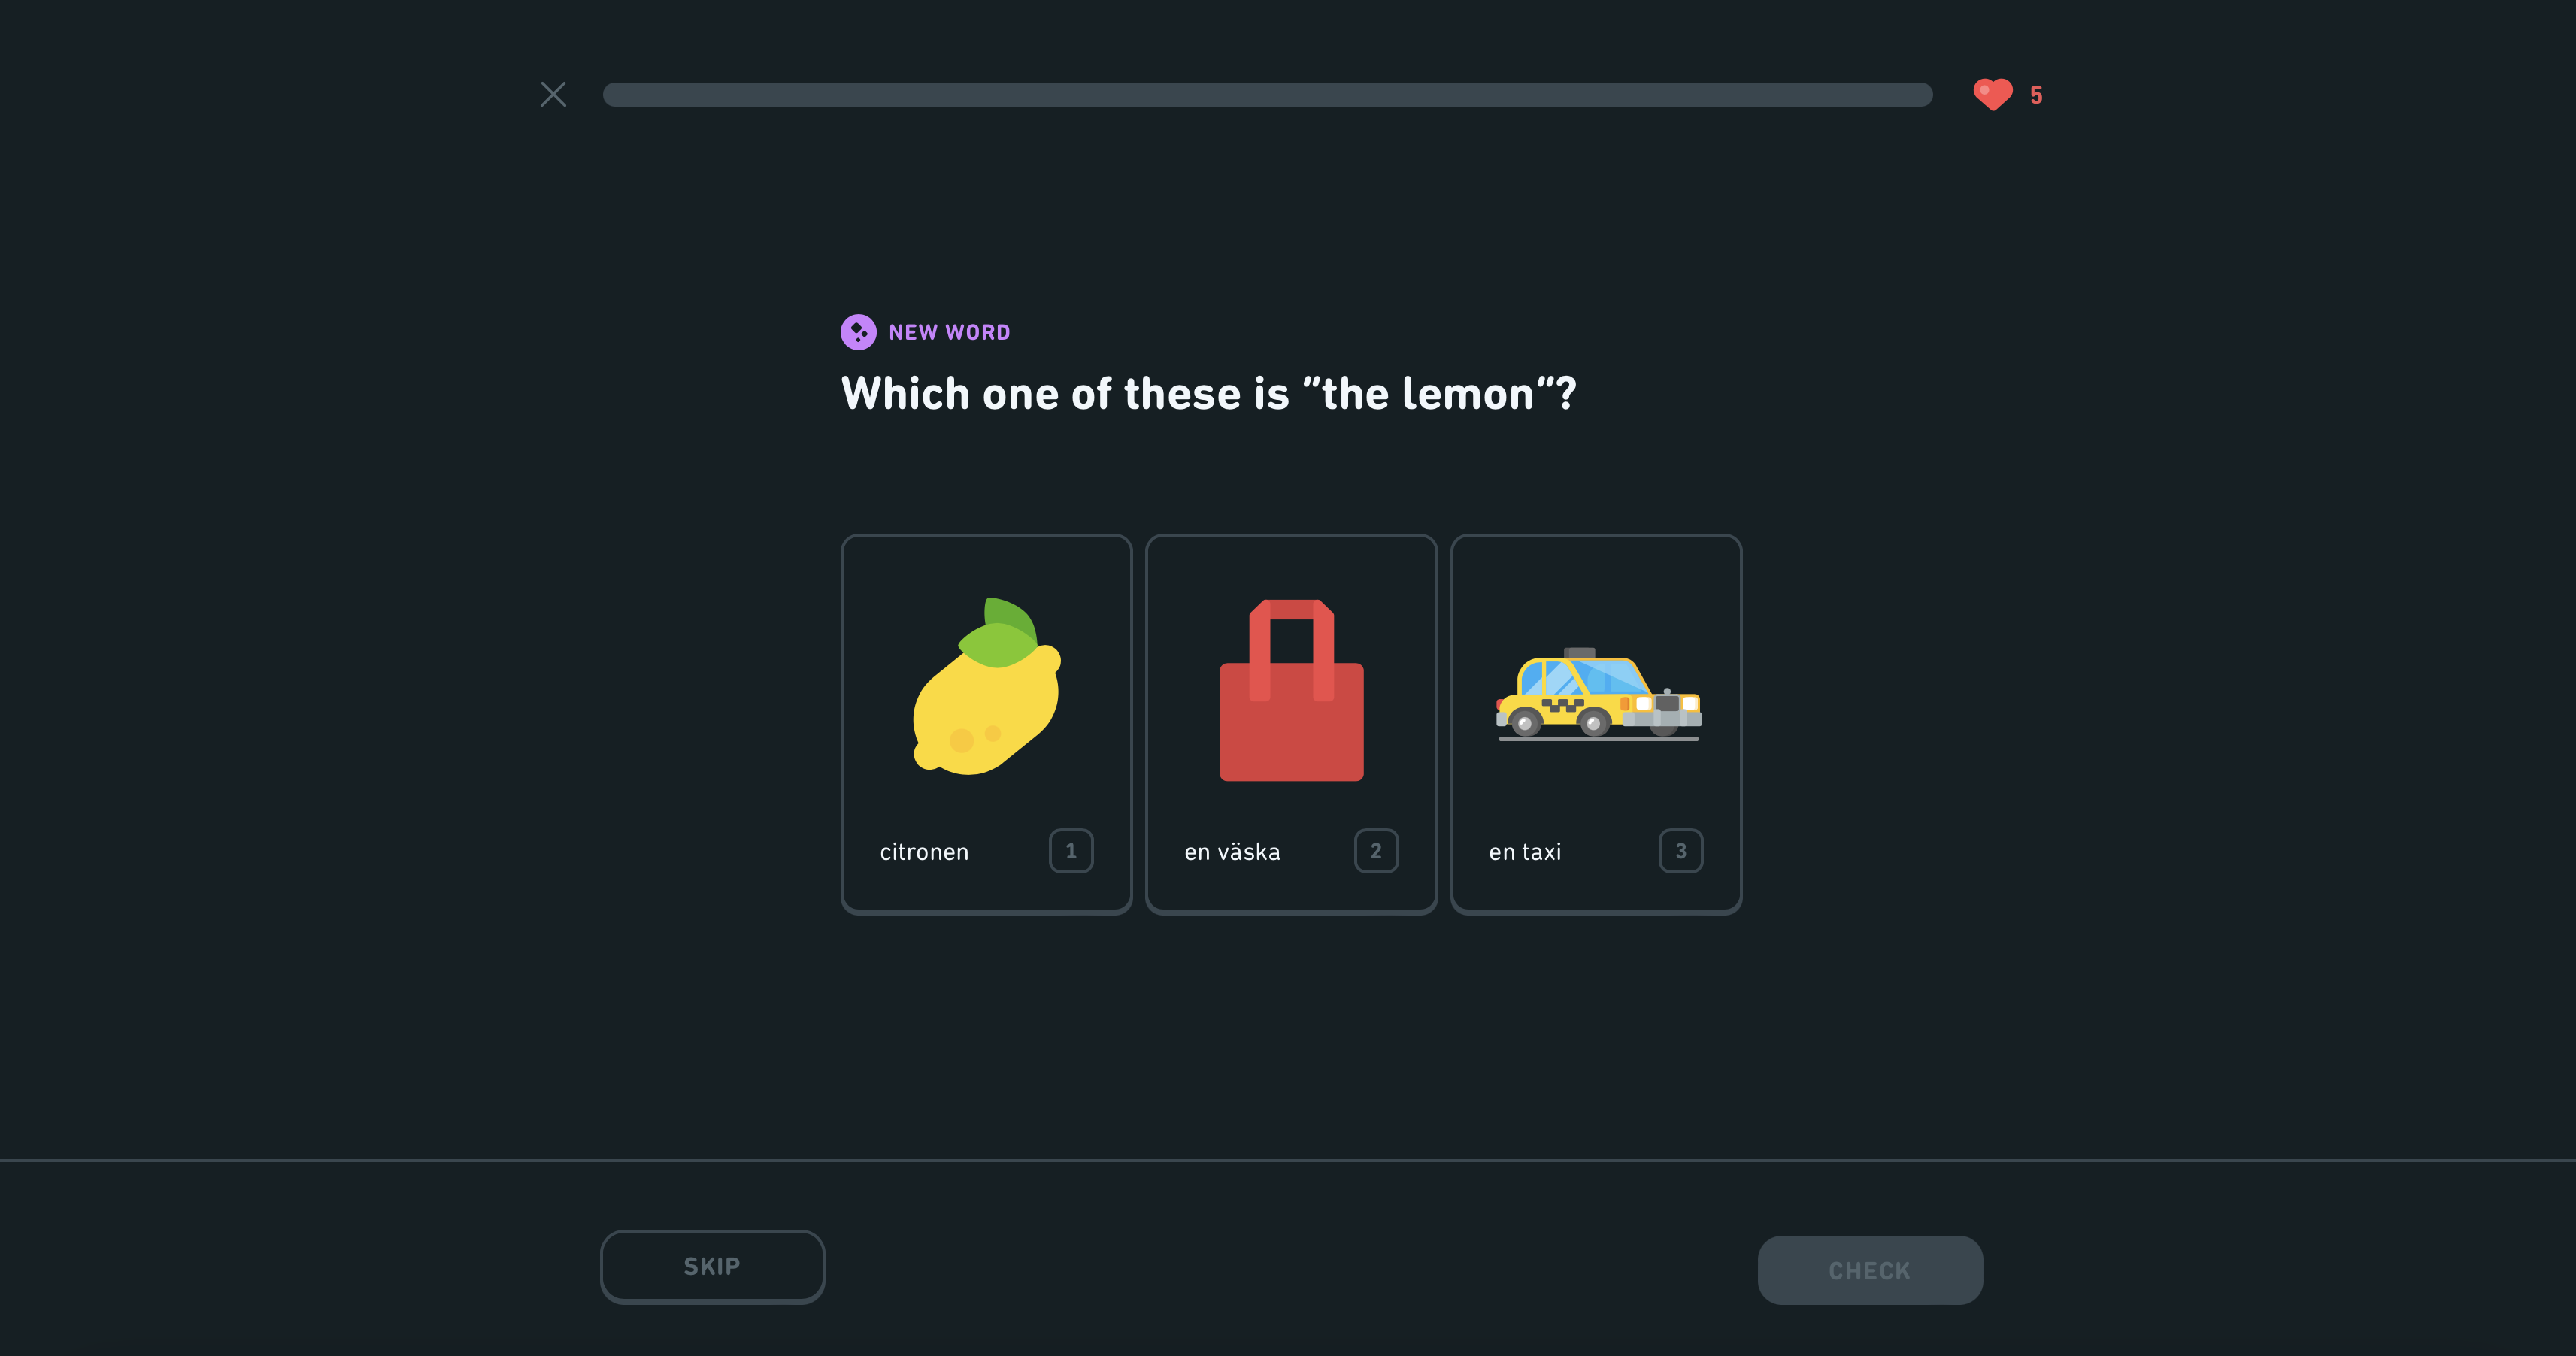 5
NEW WORD
Which one of these is "the lemon"?
citronen 1
en väska 2
en taxi 3
SKIP
CHECK